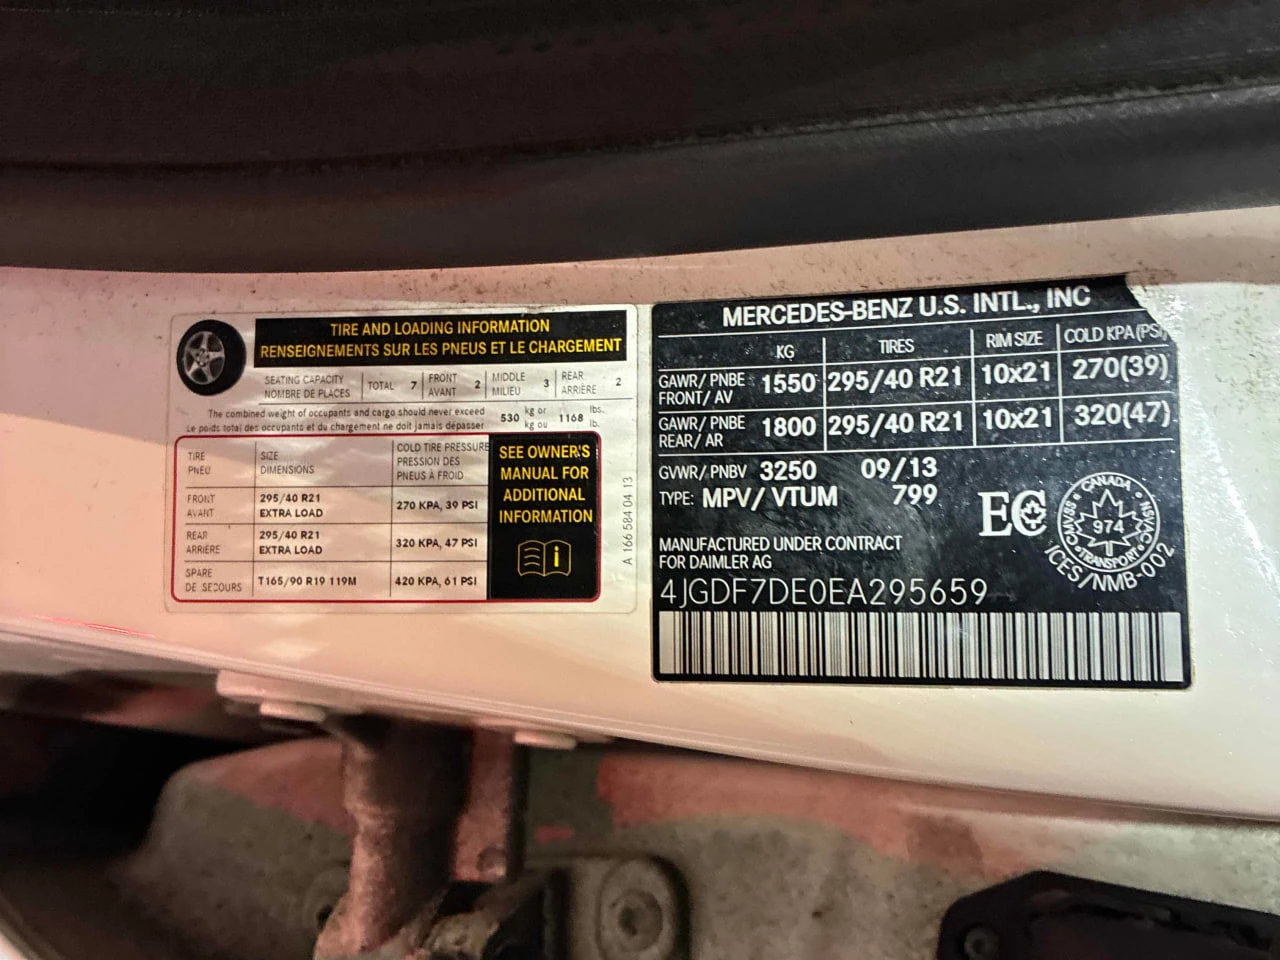 TIRE AND LOADING INFORMATION
RENSEIGNEMENTS SUR LES PNEUS ET LE CHARGEMENT
SEATING CAPACITY
NOMBRE DE PLACES
TOTAL 7
FRONT
AVANT
2
MIDDLE
MILIEU
3
REAR
ARRIÈRE
2
The combined weight of occupants and cargo should never exceed
Le poids total des occupants et du chargement ne doit jamais dépasser
530 kg or
kg ou
1168 lbs.
lb.
TIRE
PNEU
SIZE
DIMENSIONS
COLD TIRE PRESSURE
PRESSION DES
PNEUS A FROID
FRONT
AVANT
295/40 R21
EXTRA LOAD
270 KPA, 39 PSI
REAR
ARRIÈRE
295/40 R21
EXTRA LOAD
320 KPA, 47 PSI
SPARE
DE SECOURS
T165/90 R19 119M
420 KPA, 61 PSI
SEE OWNER'S
MANUAL FOR
ADDITIONAL
INFORMATION
i
A 166 584 04 13
MERCEDES-BENZ U.S. INTL., INC
KG TIRES RIM SIZE COLD KPA (PSI)
GAWR/PNBE
FRONT/AV
1550 295/40 R21 10x21 270(39)
GAWR/PNBE
REAR/AR
1800 295/40 R21 10x21 320(47)
GVWR/PNBV 3250 09/13
TYPE: MPV/VTUM 799
EC
CANADA
974
TRANSPORT
CMVSS
NSVAC
ICES/NMB-002
MANUFACTURED UNDER CONTRACT
FOR DAIMLER AG
4JGDF7DE0EA295659